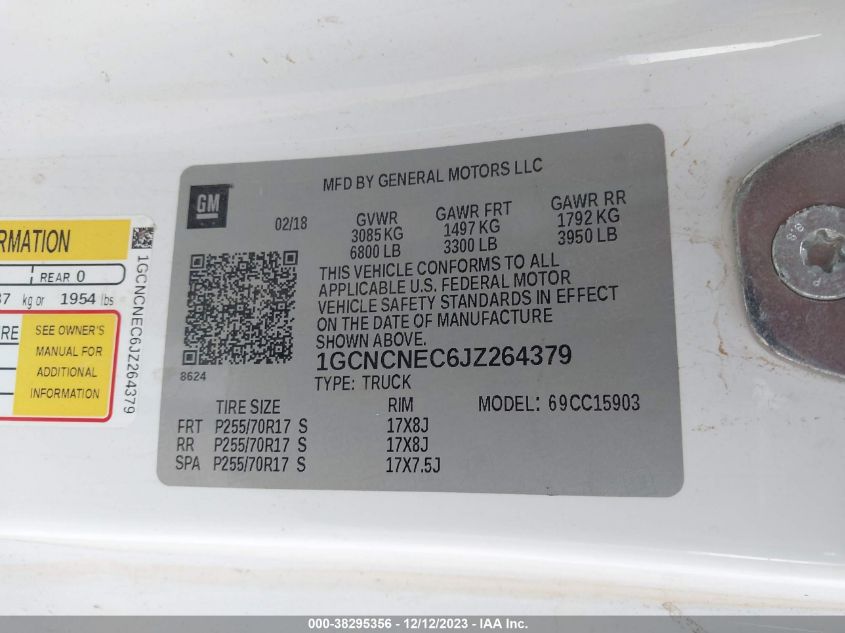 MFD BY GENERAL MOTORS LLC
GM
02/18
GVWR GAWR FRT GAWR RR
3085 KG 1497 KG 1792 KG
6800 LB 3300 LB 3950 LB
THIS VEHICLE CONFORMS TO ALL
APPLICABLE U.S. FEDERAL MOTOR
VEHICLE SAFETY STANDARDS IN EFFECT
ON THE DATE OF MANUFACTURE
SHOWN ABOVE.
8624
1GCNCNEC6JZ264379
TYPE: TRUCK
TIRE SIZE RIM MODEL: 69CC15903
FRT P255/70R17 S 17X8J
RR P255/70R17 S 17X8J
SPA P255/70R17 S 17X7.5J
REAR 0
kg or 1954 lbs
SEE OWNER'S
MANUAL FOR
ADDITIONAL
INFORMATION
1GCNCNEC6JZ264379
000-38295356 - 12/12/2023 - IAA Inc.